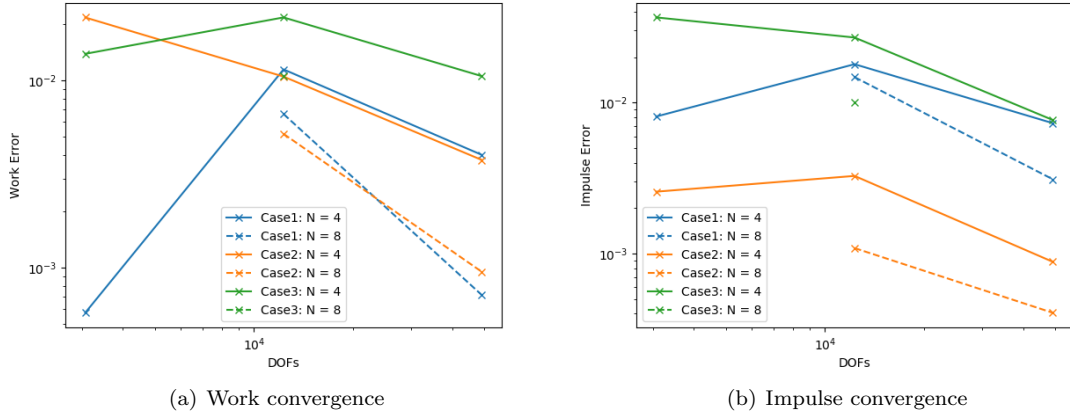 Work Error
10⁻²
10⁻³
Case1: N = 4
Case1: N = 8
Case2: N = 4
Case2: N = 8
Case3: N = 4
Case3: N = 8
10⁴
DOFs
(a) Work convergence
Impulse Error
10⁻²
10⁻³
Case1: N = 4
Case1: N = 8
Case2: N = 4
Case2: N = 8
Case3: N = 4
Case3: N = 8
10⁴
DOFs
(b) Impulse convergence